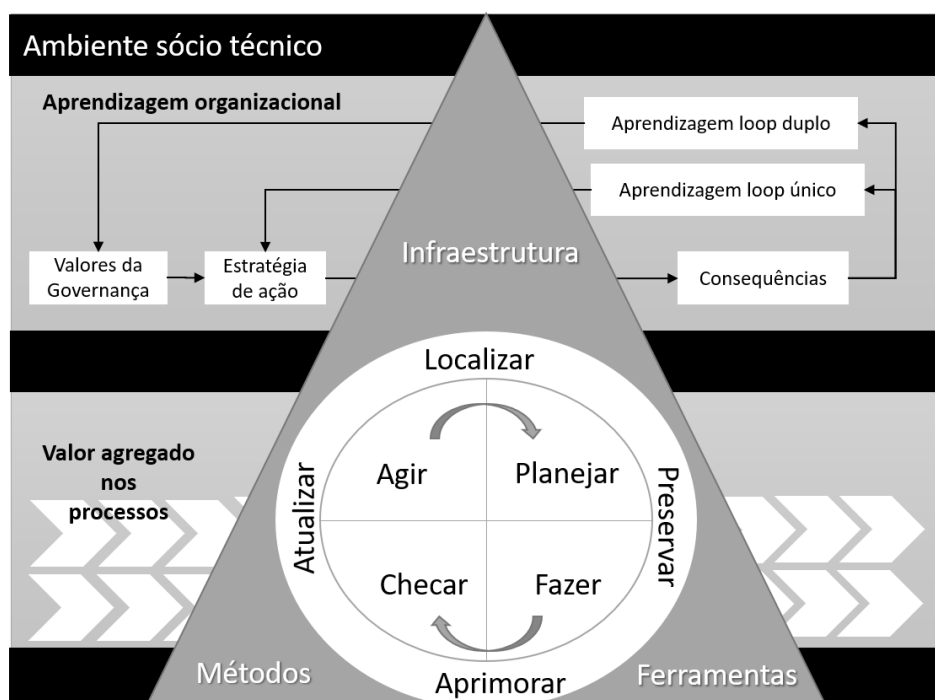 Ambiente sócio técnico
Aprendizagem organizacional
Aprendizagem loop duplo
Aprendizagem loop único
Infraestrutura
Valores da
Governança
Estratégia
de ação
Consequências
Localizar
Valor agregado
nos
processos
Agir
Planejar
Atualizar
Preservar
Checar
Fazer
Métodos
Aprimorar
Ferramentas